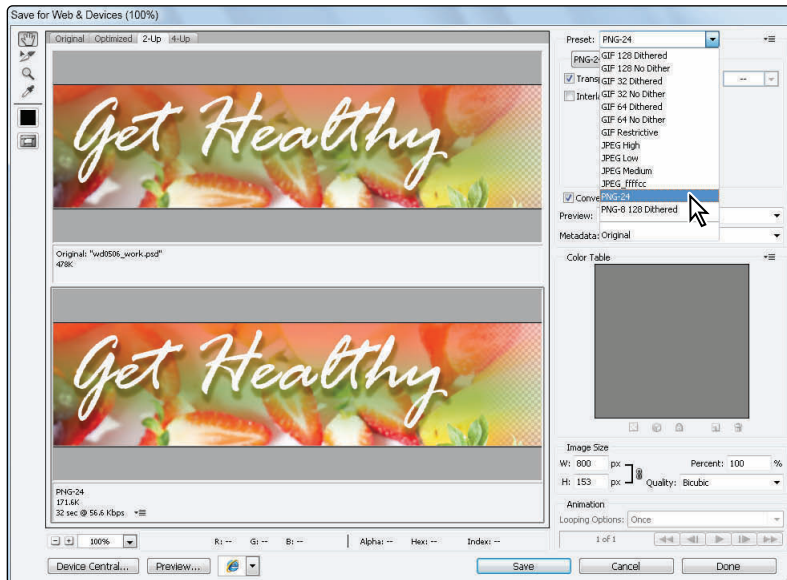 Save for Web & Devices (100%)
Original Optimized 2-Up 4-Up
Get Healthy
Original: "wd0506_work.psd"
478K
Get Healthy
PNG-24
171.6K
32 sec @ 56.6 Kbps
100%
R: -- G: -- B: -- Alpha: -- Hex: -- Index: --
Device Central... Preview...
Preset: PNG-24
PNG-2
GIF 128 Dithered
GIF 128 No Dither
Transp
GIF 32 Dithered
--
Interl
GIF 32 No Dither
GIF 64 Dithered
GIF 64 No Dither
GIF Restrictive
JPEG High
JPEG Low
JPEG Medium
JPEG_ffffcc
Conve
PNG-24
PNG-8 128 Dithered
Preview:
Metadata: Original
Color Table
Image Size
W: 800 px Percent: 100 %
H: 153 px Quality: Bicubic
Animation
Looping Options: Once
1 of 1
Save Cancel Done